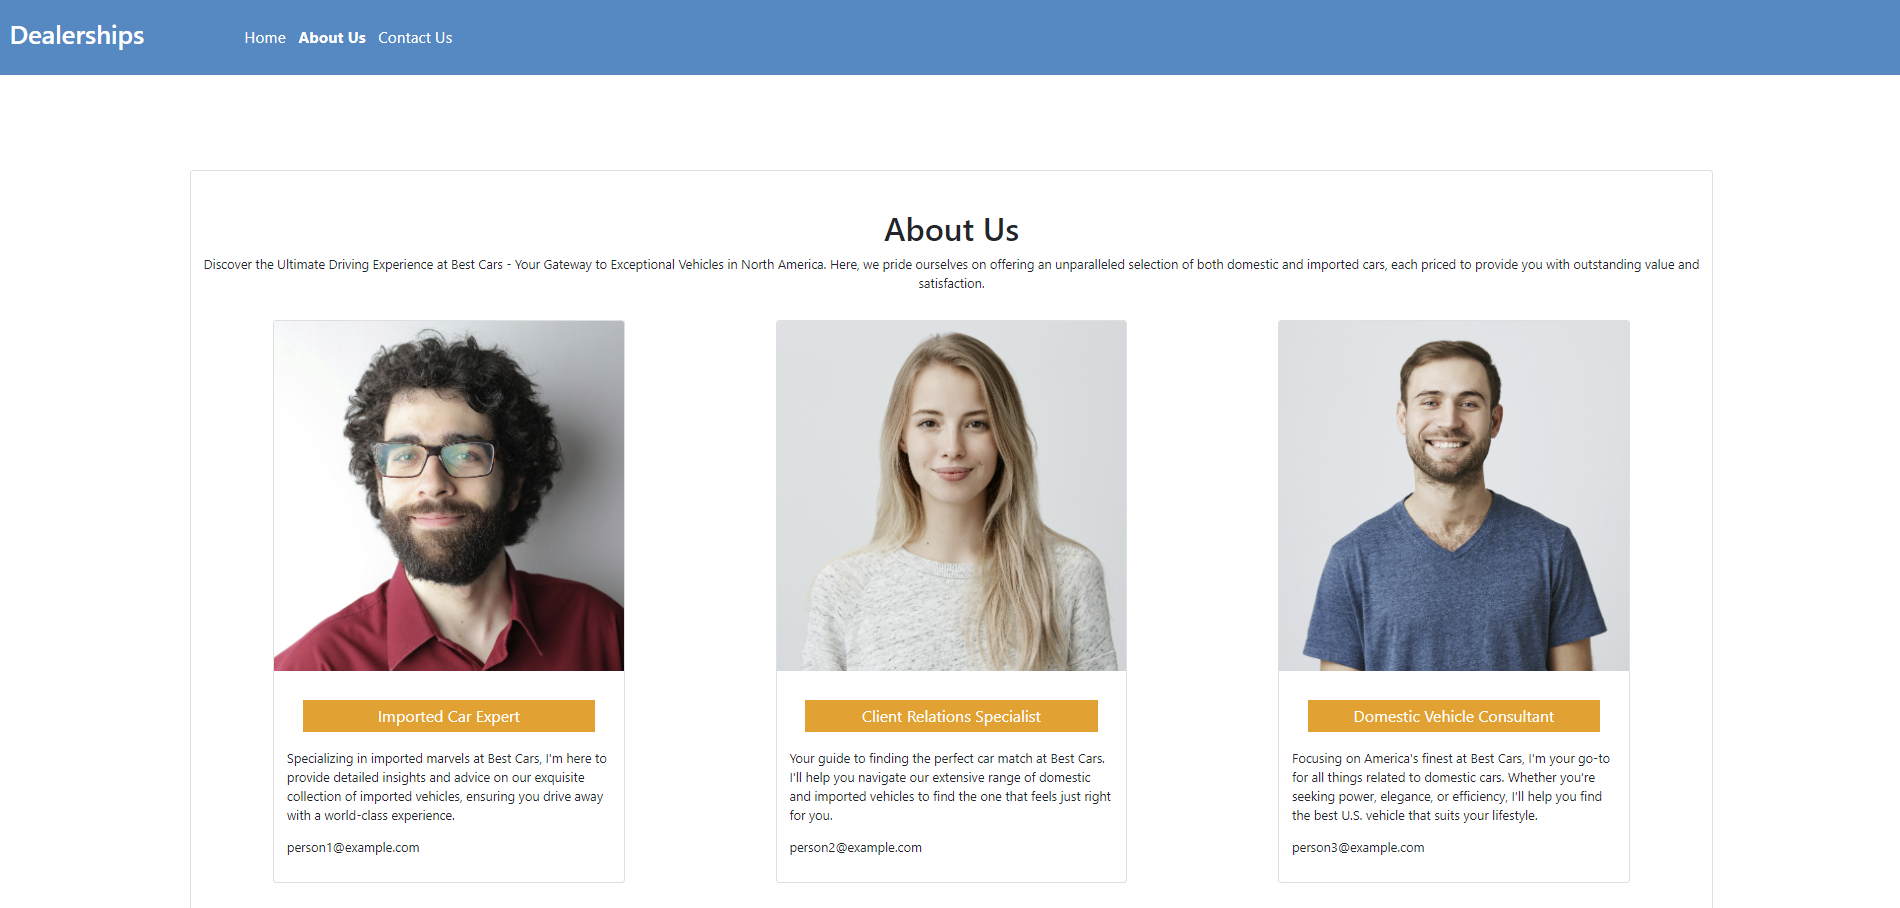 Dealerships
Home About Us Contact Us
About Us
Discover the Ultimate Driving Experience at Best Cars - Your Gateway to Exceptional Vehicles in North America. Here, we pride ourselves on offering an unparalleled selection of both domestic and imported cars, each priced to provide you with outstanding value and
satisfaction.
Imported Car Expert
Specializing in imported marvels at Best Cars, I'm here to
provide detailed insights and advice on our exquisite
collection of imported vehicles, ensuring you drive away
with a world-class experience.
person1@example.com
Client Relations Specialist
Your guide to finding the perfect car match at Best Cars.
I'll help you navigate our extensive range of domestic
and imported vehicles to find the one that feels just right
for you.
person2@example.com
Domestic Vehicle Consultant
Focusing on America's finest at Best Cars, I'm your go-to
for all things related to domestic cars. Whether you're
seeking power, elegance, or efficiency, I'll help you find
the best U.S. vehicle that suits your lifestyle.
person3@example.com